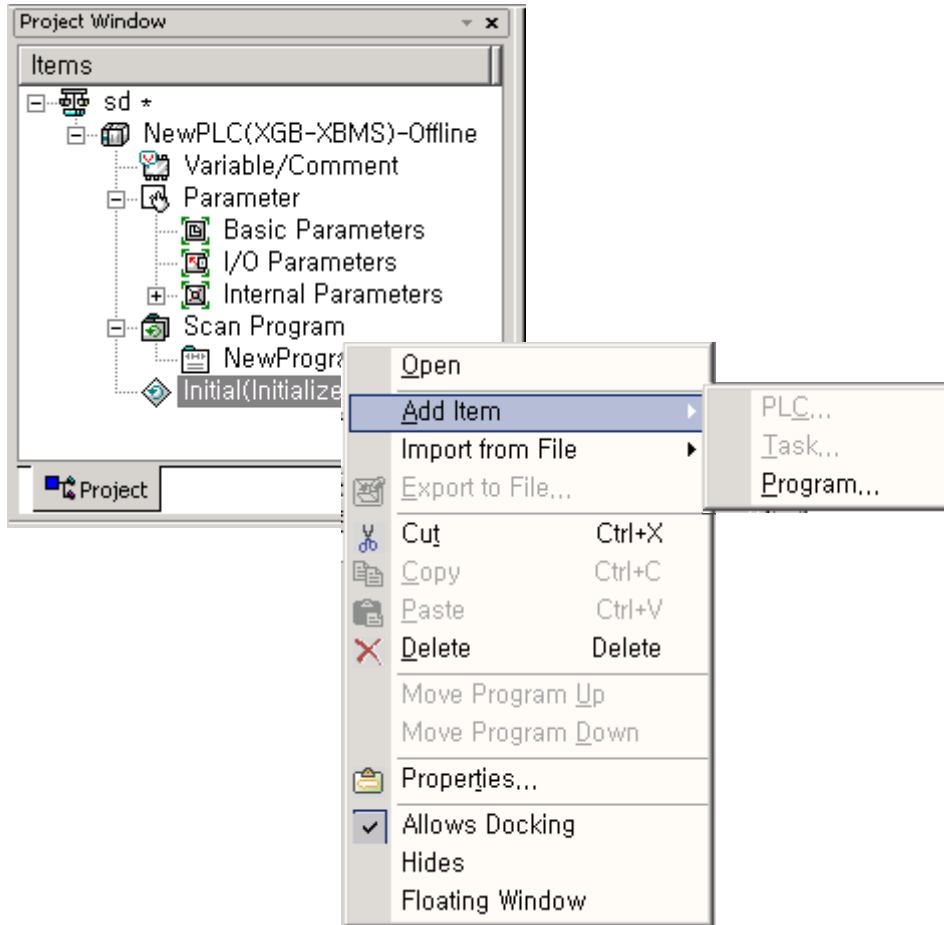 Project Window
Items
sd *
NewPLC(XGB-XBMS)-Offline
Variable/Comment
Parameter
Basic Parameters
I/O Parameters
Internal Parameters
Scan Program
NewProgra
Initial(Initialize
Project
Open
Add Item
Import from File
Export to File...
Cut Ctrl+X
Copy Ctrl+C
Paste Ctrl+V
Delete Delete
Move Program Up
Move Program Down
Properties...
Allows Docking
Hides
Floating Window
PLC...
Task...
Program...